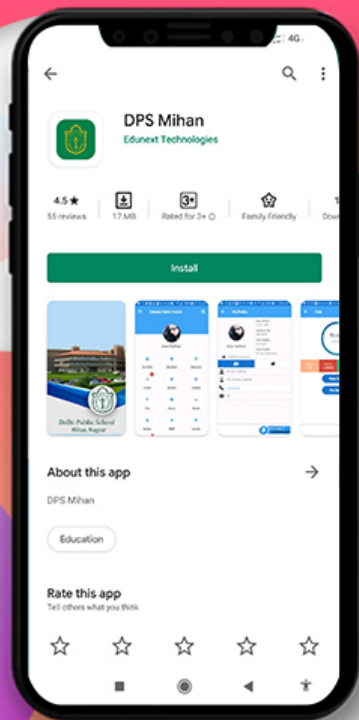 4G
DPS Mihan
Edunext Technologies
4.5★
55 reviews
17 MB
3+
Rated for 3+
Family Friendly
Dow
Install
Delhi Public School
Mihan, Nagpur
About this app
DPS Mihan
Education
Rate this app
Tell others what you think